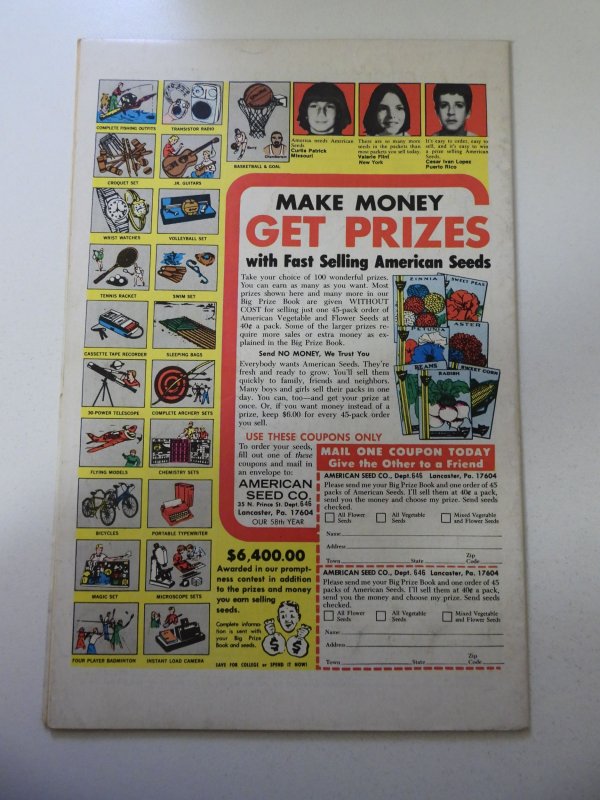 COMPLETE FISHING OUTFITS
TRANSISTOR RADIO
CROQUET SET
JR. GUITARS
WRIST WATCHES
VOLLEYBALL SET
TENNIS RACKET
SWIM SET
CASSETTE TAPE RECORDER
SLEEPING BAGS
30-POWER TELESCOPE
COMPLETE ARCHERY SETS
FLYING MODELS
CHEMISTRY SETS
BICYCLES
PORTABLE TYPEWRITER
MAGIC SET
MICROSCOPE SETS
FOUR PLAYER BADMINTON
INSTANT LOAD CAMERA
BASKETBALL & GOAL
America needs American
Seeds
Curtis Patrick
Missouri
There are so many more
seeds in the packets than
most packets you sell today.
Valarie Flint
New York
It's easy to order, easy to
sell, and it's easy to win
a prize selling American
Seeds.
Cesar Ivan Lopez
Puerto Rico
MAKE MONEY
GET PRIZES
with Fast Selling American Seeds
Take your choice of 100 wonderful prizes.
You can earn as many as you want. Most
prizes shown here and many more in our
Big Prize Book are given WITHOUT
COST for selling just one 45-pack order of
American Vegetable and Flower Seeds at
40¢ a pack. Some of the larger prizes re-
quire more sales or extra money as ex-
plained in the Big Prize Book.
Send NO MONEY, We Trust You
Everybody wants American Seeds. They're
fresh and ready to grow. You'll sell them
quickly to family, friends and neighbors.
Many boys and girls sell their packs in one
day. You, can, too—and get your prize at
once. Or, if you want money instead of a
prize, keep $6.00 for every 45-pack order
you sell.
ZINNIA
SWEET PEAS
PETUNIA
ASTER
BEANS
RADISH
SWEET CORN
USE THESE COUPONS ONLY
To order your seeds,
fill out one of these
coupons and mail in
an envelope to:
AMERICAN
SEED CO.
35 N. Prince St. Dept 646
Lancaster, Pa. 17604
OUR 58th YEAR
$6,400.00
Awarded in our prompt-
ness contest in addition
to the prizes and money
you earn selling
seeds.
Complete informa-
tion is sent with
your Big Prize
Book and seeds.
$ $
SAVE FOR COLLEGE or SPEND IT NOW!
MAIL ONE COUPON TODAY
Give the Other to a Friend
AMERICAN SEED CO., Dept. 646 Lancaster, Pa. 17604
Please send me your Big Prize Book and one order of 45
packs of American Seeds. I'll sell them at 40¢ a pack,
send you the money and choose my prize. Send seeds
checked.
All Flower
Seeds
All Vegetable
Seeds
Mixed Vegetable
and Flower Seeds
Name
Address
Town State Zip Code
AMERICAN SEED CO., Dept. 646 Lancaster, Pa. 17604
Please send me your Big Prize Book and one order of 45
packs of American Seeds. I'll sell them at 40¢ a pack,
send you the money and choose my prize. Send seeds
checked.
All Flower
Seeds
All Vegetable
Seeds
Mixed Vegetable
and Flower Seeds
Name
Address
Town State Zip Code